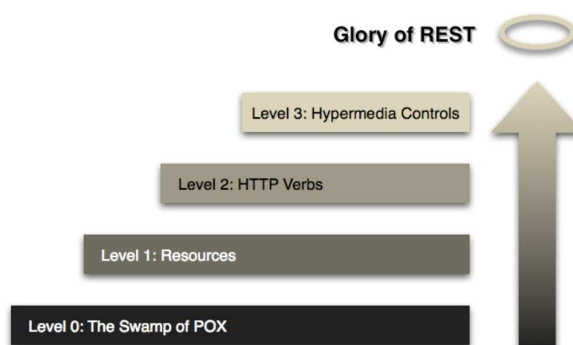 Glory of REST
Level 3: Hypermedia Controls
Level 2: HTTP Verbs
Level 1: Resources
Level 0: The Swamp of POX